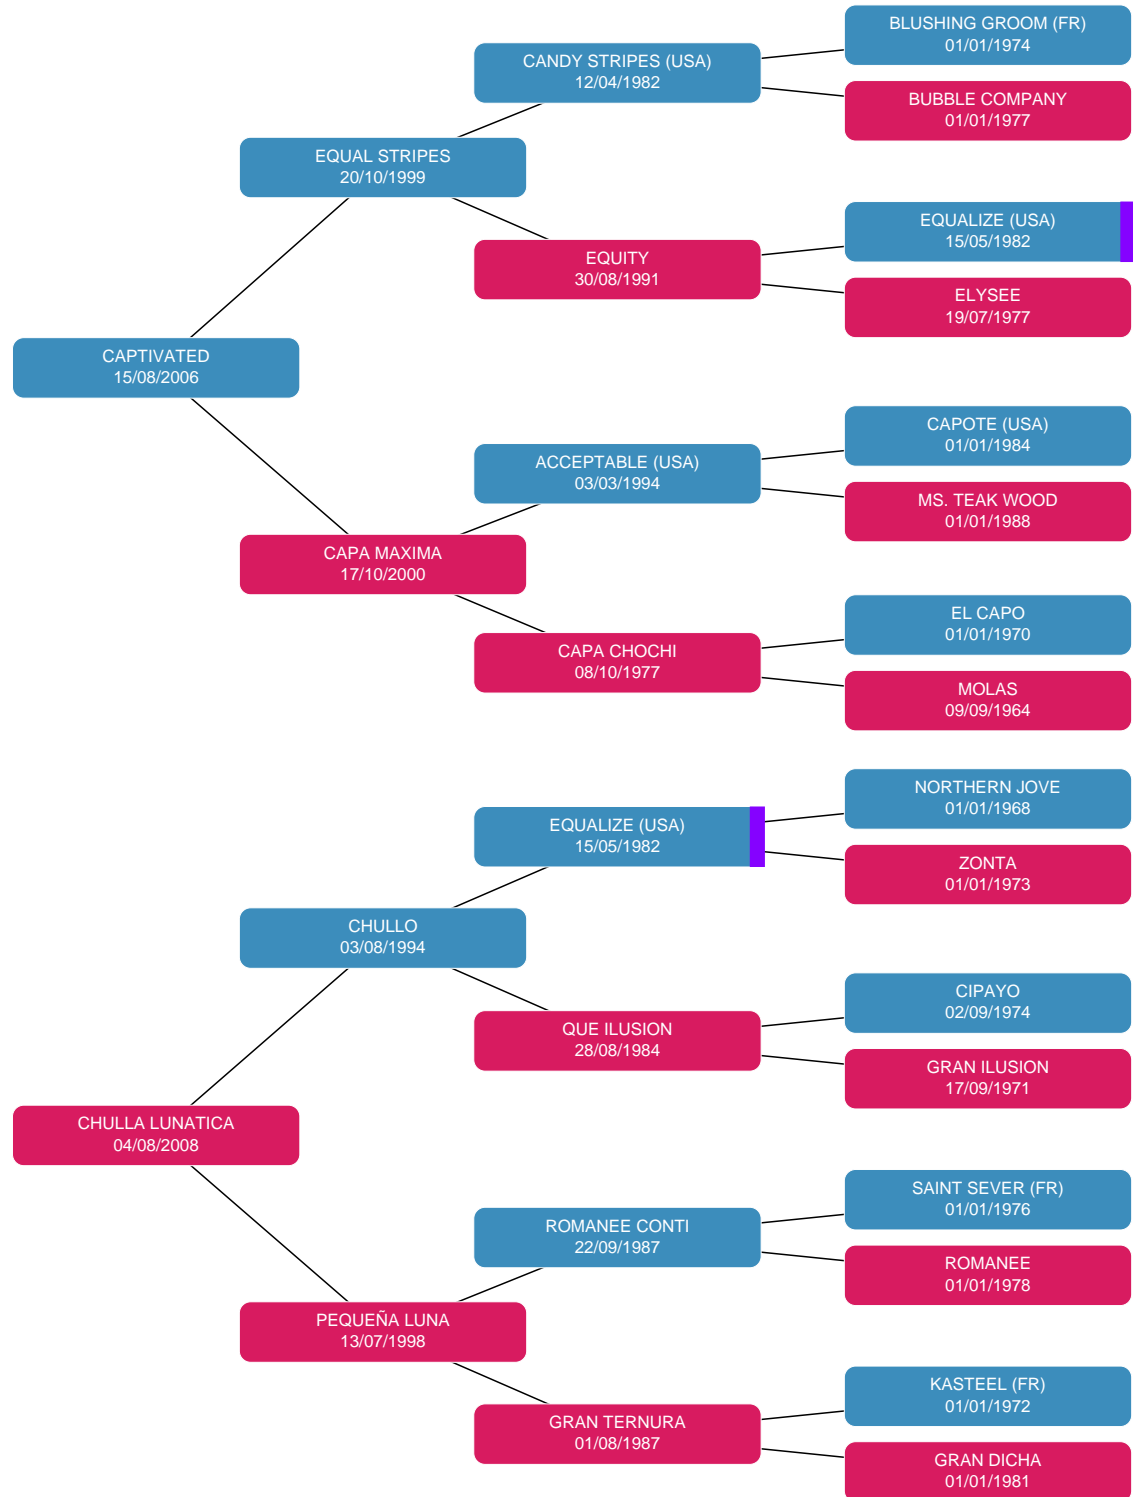 BLUSHING GROOM (FR)
01/01/1974
CANDY STRIPES (USA)
12/04/1982
BUBBLE COMPANY
01/01/1977
EQUAL STRIPES
20/10/1999
EQUALIZE (USA)
15/05/1982
EQUITY
30/08/1991
ELYSEE
19/07/1977
CAPTIVATED
15/08/2006
CAPOTE (USA)
01/01/1984
ACCEPTABLE (USA)
03/03/1994
MS. TEAK WOOD
01/01/1988
CAPA MAXIMA
17/10/2000
EL CAPO
01/01/1970
CAPA CHOCHI
08/10/1977
MOLAS
09/09/1964
NORTHERN JOVE
01/01/1968
EQUALIZE (USA)
15/05/1982
ZONTA
01/01/1973
CHULLO
03/08/1994
CIPAYO
02/09/1974
QUE ILUSION
28/08/1984
GRAN ILUSION
17/09/1971
CHULLA LUNATICA
04/08/2008
SAINT SEVER (FR)
01/01/1976
ROMANEE CONTI
22/09/1987
ROMANEE
01/01/1978
PEQUEÑA LUNA
13/07/1998
KASTEEL (FR)
01/01/1972
GRAN TERNURA
01/08/1987
GRAN DICHA
01/01/1981